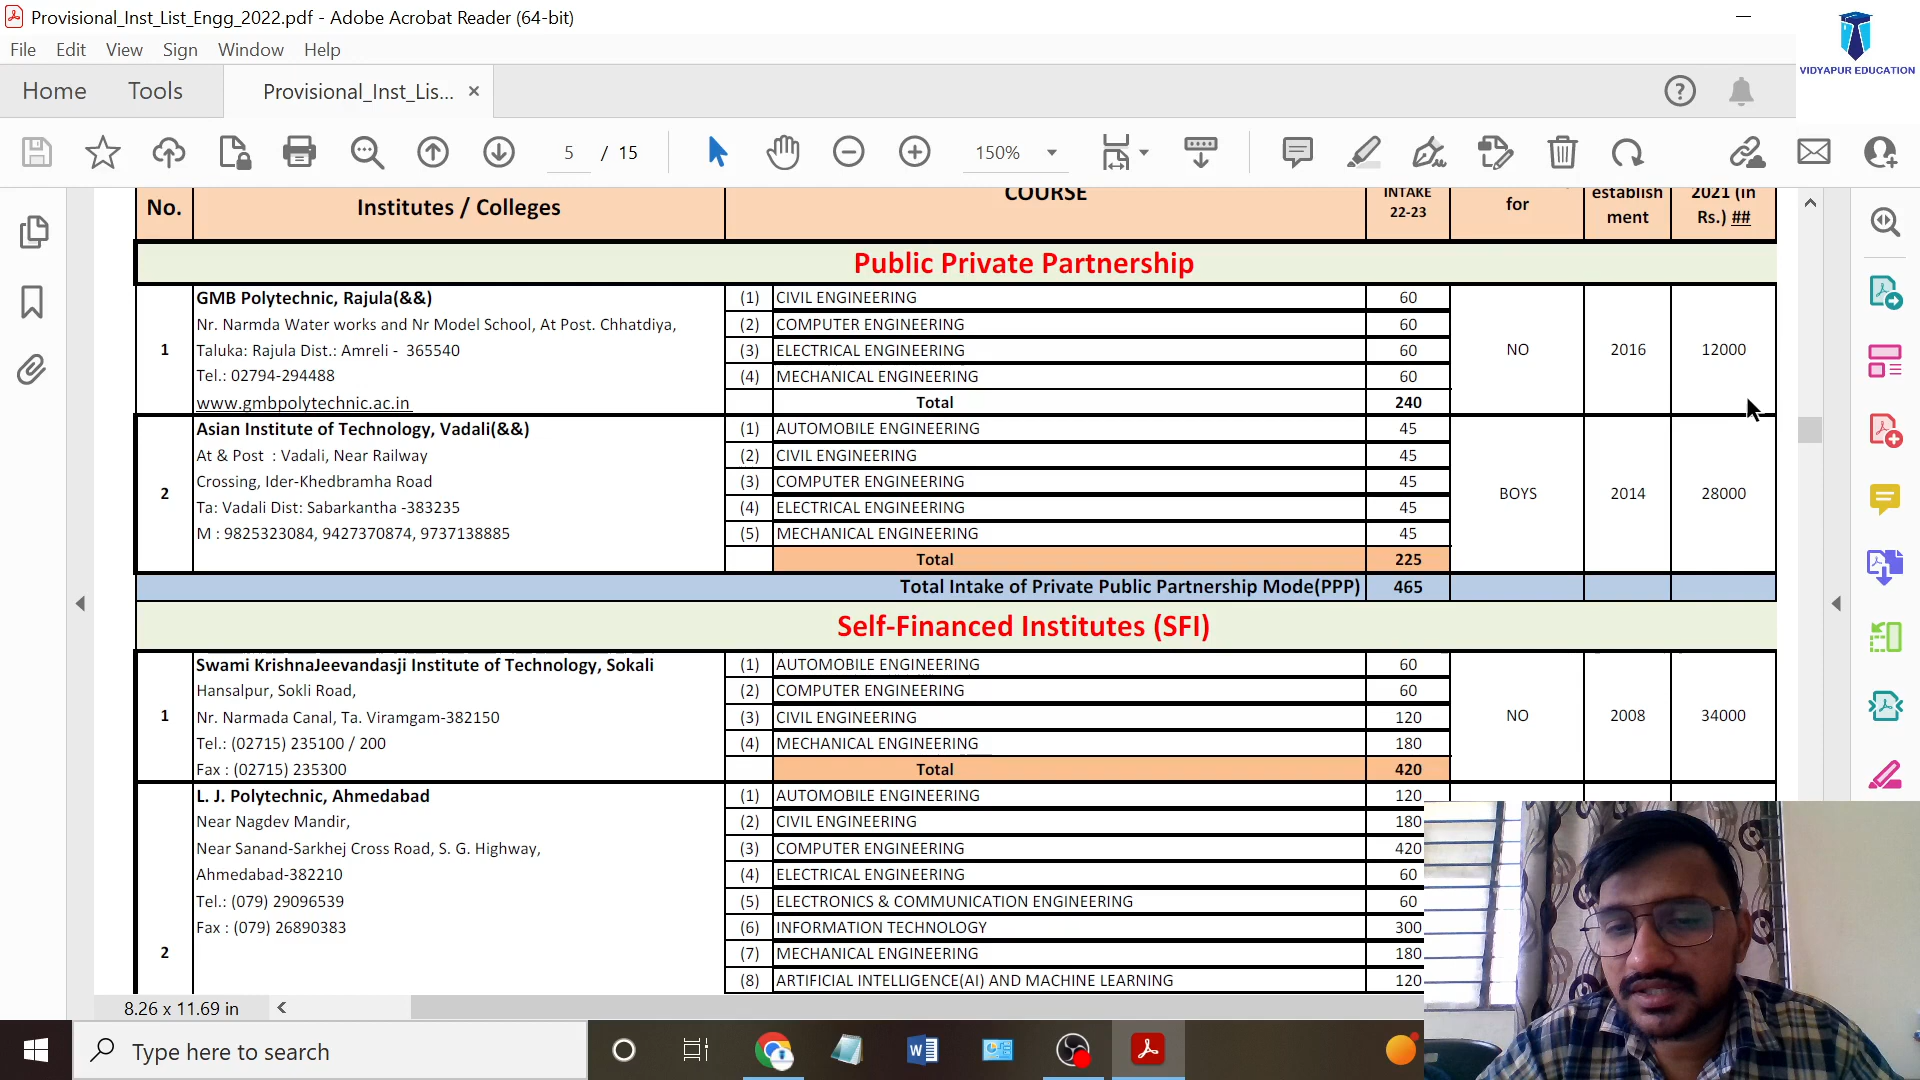 Provisional_Inst_List_Engg_2022.pdf - Adobe Acrobat Reader (64-bit)
VIDYAPUR EDUCATION
File Edit View Sign Window Help
Home Tools Provisional_Inst_Lis... ×
5 / 15 150%
No. Institutes / Colleges COURSE INTAKE 22-23 for establish ment 2021 (in Rs.) ##
Public Private Partnership
1 GMB Polytechnic, Rajula(&&) (1) CIVIL ENGINEERING 60
Nr. Narmda Water works and Nr Model School, At Post. Chhatdiya, (2) COMPUTER ENGINEERING 60
Taluka: Rajula Dist.: Amreli - 365540 (3) ELECTRICAL ENGINEERING 60 NO 2016 12000
Tel.: 02794-294488 (4) MECHANICAL ENGINEERING 60
www.gmbpolytechnic.ac.in Total 240
2 Asian Institute of Technology, Vadali(&&) (1) AUTOMOBILE ENGINEERING 45
At & Post : Vadali, Near Railway (2) CIVIL ENGINEERING 45
Crossing, Ider-Khedbramha Road (3) COMPUTER ENGINEERING 45 BOYS 2014 28000
Ta: Vadali Dist: Sabarkantha -383235 (4) ELECTRICAL ENGINEERING 45
M : 9825323084, 9427370874, 9737138885 (5) MECHANICAL ENGINEERING 45
Total 225
Total Intake of Private Public Partnership Mode(PPP) 465
Self-Financed Institutes (SFI)
1 Swami KrishnaJeevandasji Institute of Technology, Sokali (1) AUTOMOBILE ENGINEERING 60
Hansalpur, Sokli Road, (2) COMPUTER ENGINEERING 60
Nr. Narmada Canal, Ta. Viramgam-382150 (3) CIVIL ENGINEERING 120 NO 2008 34000
Tel.: (02715) 235100 / 200 (4) MECHANICAL ENGINEERING 180
Fax : (02715) 235300 Total 420
2 L. J. Polytechnic, Ahmedabad (1) AUTOMOBILE ENGINEERING 120
Near Nagdev Mandir, (2) CIVIL ENGINEERING 180
Near Sanand-Sarkhej Cross Road, S. G. Highway, (3) COMPUTER ENGINEERING 420
Ahmedabad-382210 (4) ELECTRICAL ENGINEERING 60
Tel.: (079) 29096539 (5) ELECTRONICS & COMMUNICATION ENGINEERING 60
Fax : (079) 26890383 (6) INFORMATION TECHNOLOGY 300
(7) MECHANICAL ENGINEERING 180
(8) ARTIFICIAL INTELLIGENCE(AI) AND MACHINE LEARNING 120
8.26 x 11.69 in
Type here to search